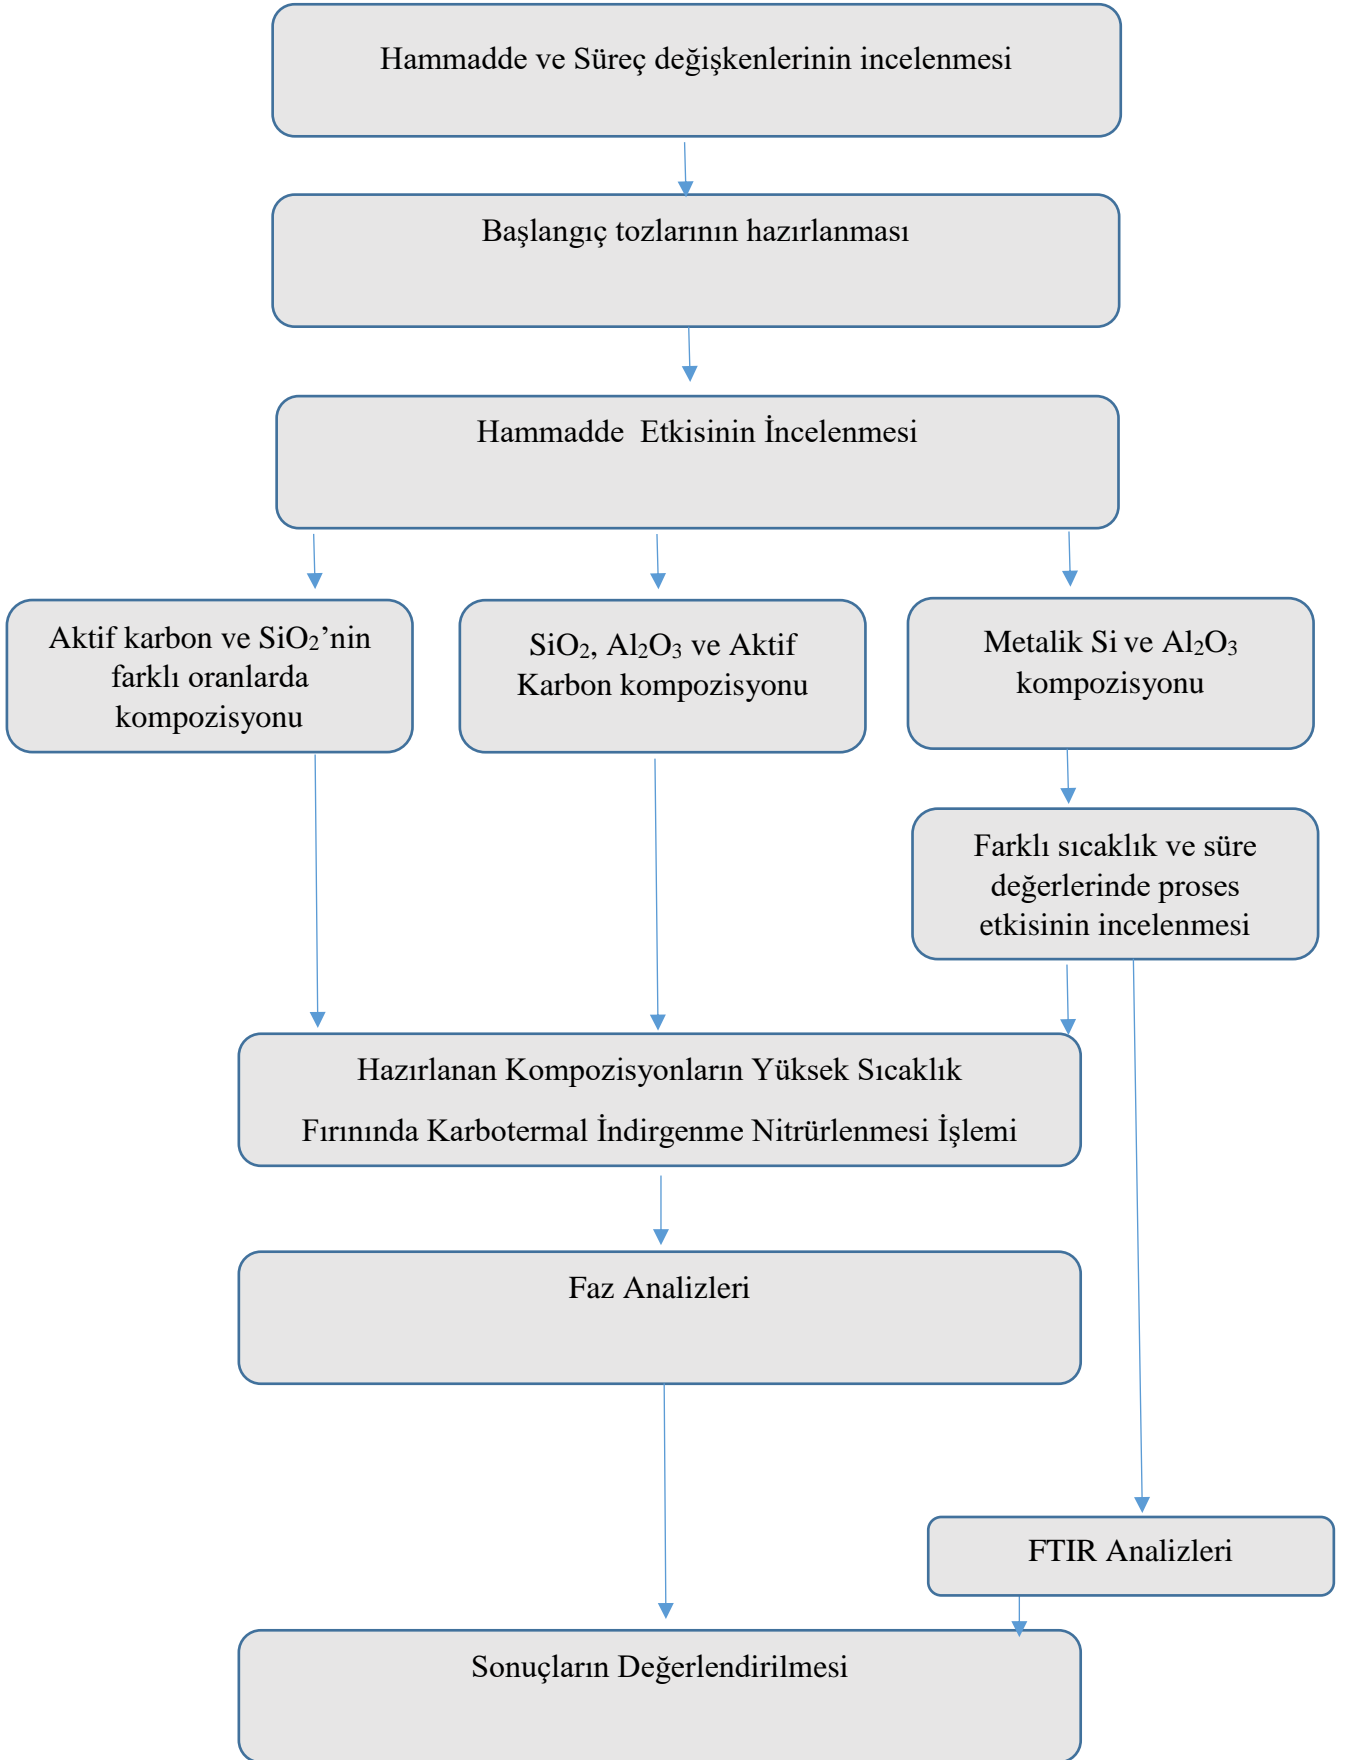 Hammadde ve Süreç değişkenlerinin incelenmesi
Başlangıç tozlarının hazırlanması
Hammadde  Etkisinin İncelenmesi
Aktif karbon ve SiO₂’nin
farklı oranlarda
kompozisyonu
SiO₂, Al₂O₃ ve Aktif
Karbon kompozisyonu
Metalik Si ve Al₂O₃
kompozisyonu
Farklı sıcaklık ve süre
değerlerinde proses
etkisinin incelenmesi
Hazırlanan Kompozisyonların Yüksek Sıcaklık
Fırınında Karbotermal İndirgenme Nitrürlenmesi İşlemi
Faz Analizleri
FTIR Analizleri
Sonuçların Değerlendirilmesi